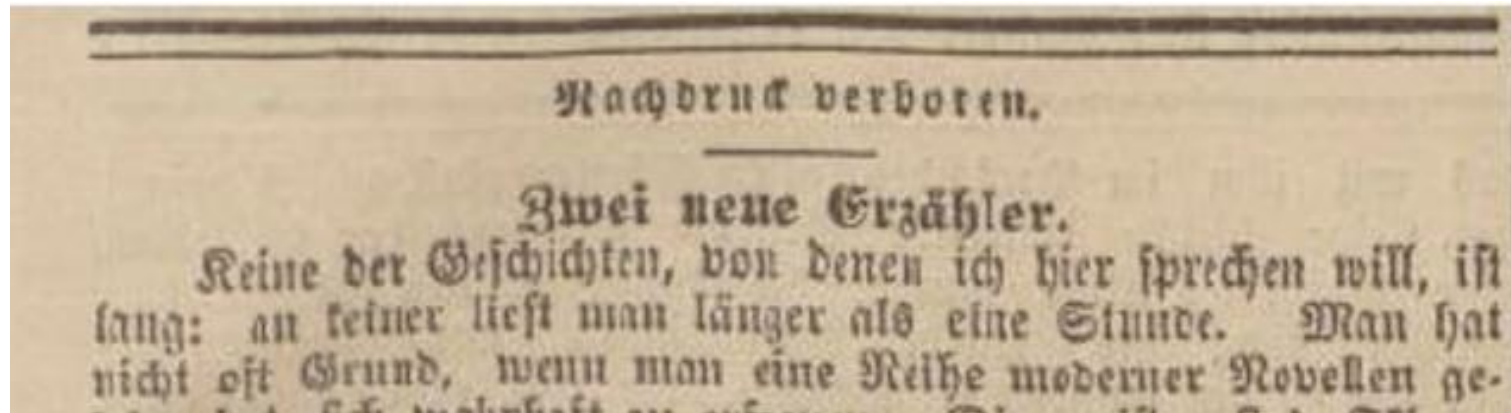 Nachdruck verboten.
Zwei neue Erzähler.
Keine der Geschichten, von denen ich hier sprechen will, ist
lang: an keiner liest man länger als eine Stunde. Man hat
nicht oft Grund, wenn man eine Reihe moderner Novellen ge-